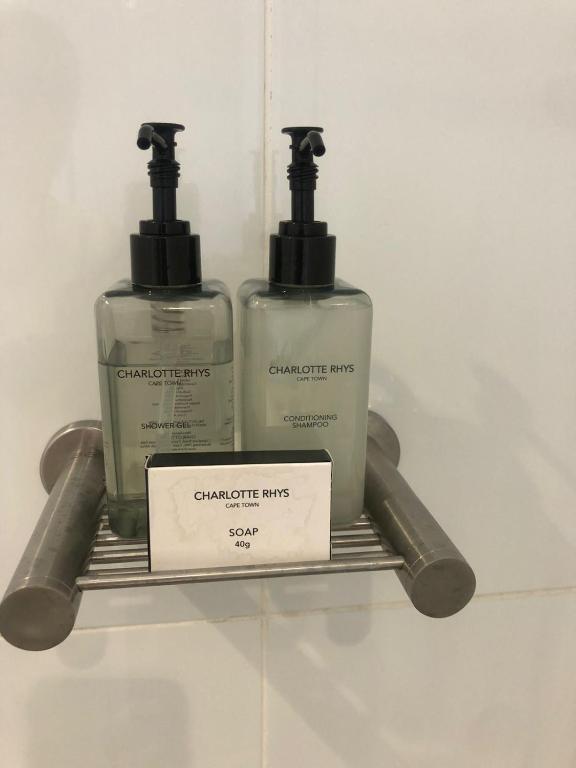 CHARLOTTE RHYS
CAPE TOWN
SHOWER GEL
CHARLOTTE RHYS
CAPE TOWN
CONDITIONING
SHAMPOO
CHARLOTTE RHYS
CAPE TOWN
SOAP
40g